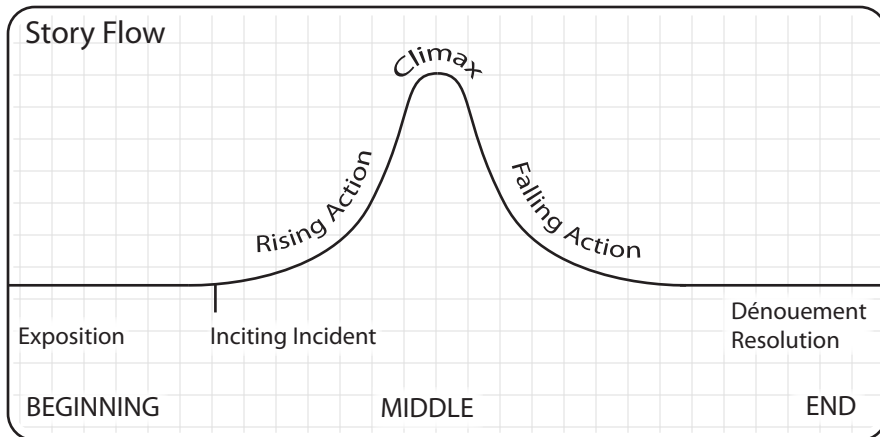 Story Flow
Climax
Rising Action
Falling Action
Exposition
Inciting Incident
Dénouement
Resolution
BEGINNING
MIDDLE
END